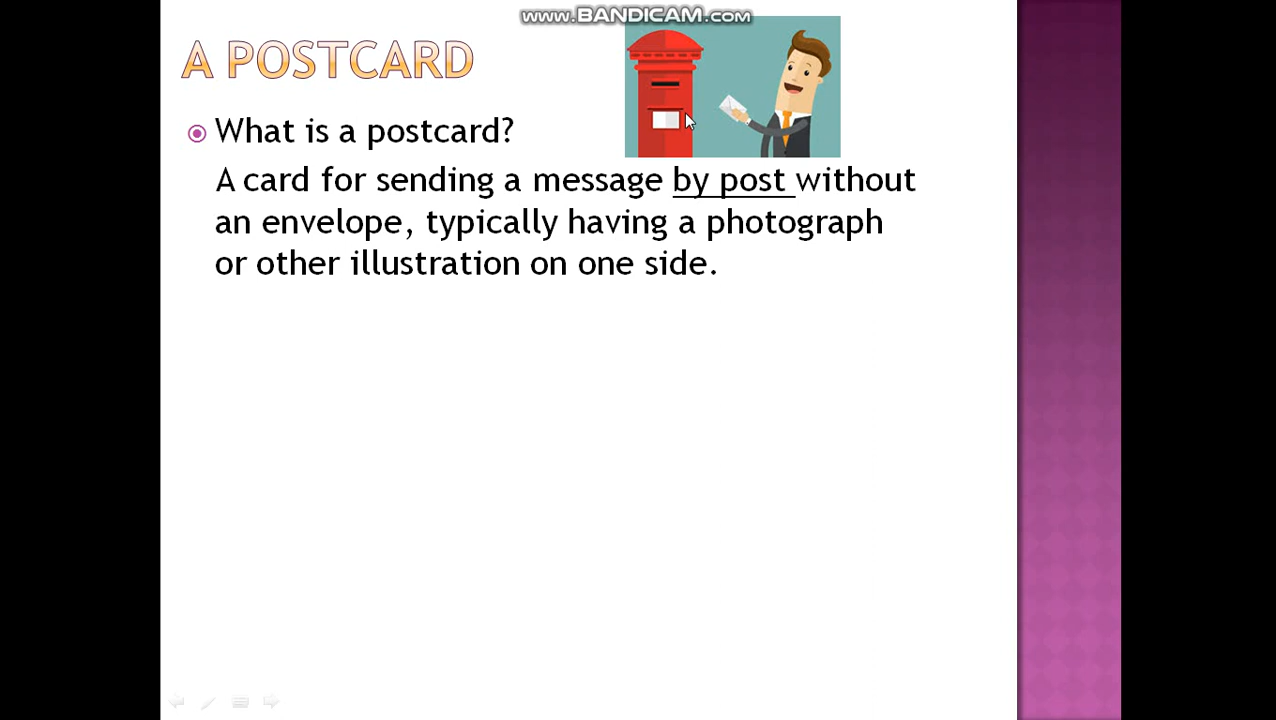 www.BANDICAM.com
A POSTCARD
What is a postcard?
A card for sending a message by post without
an envelope, typically having a photograph
or other illustration on one side.